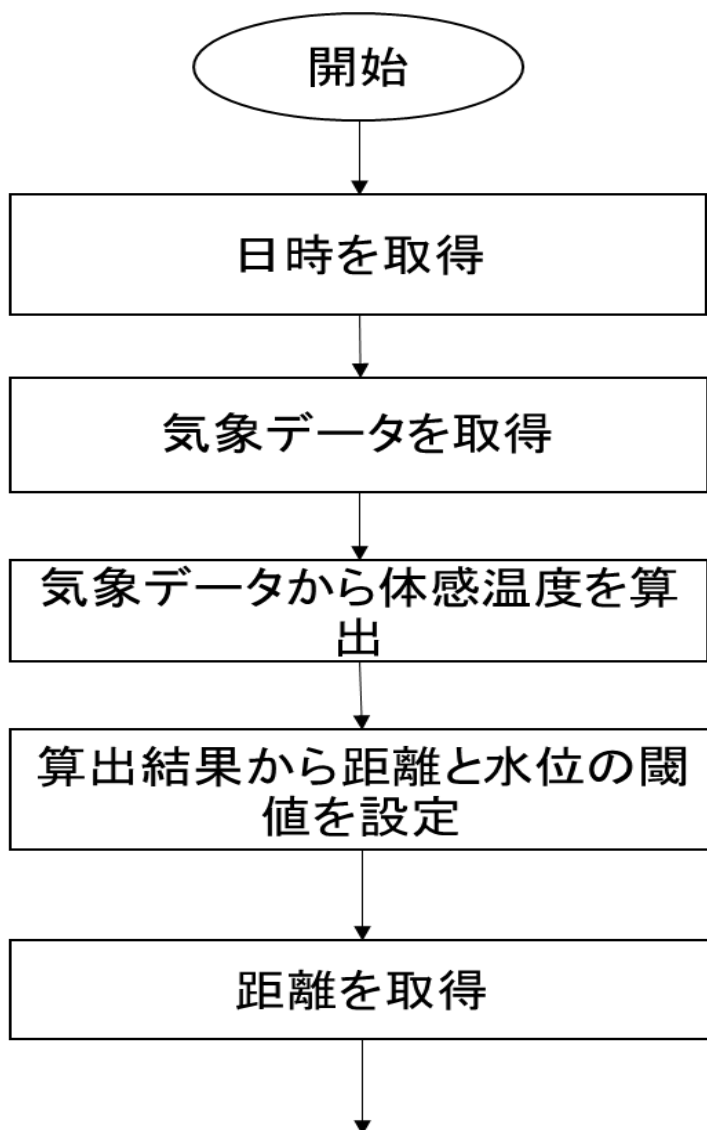 開始
日時を取得
気象データを取得
気象データから体感温度を算
出
算出結果から距離と水位の閾
値を設定
距離を取得